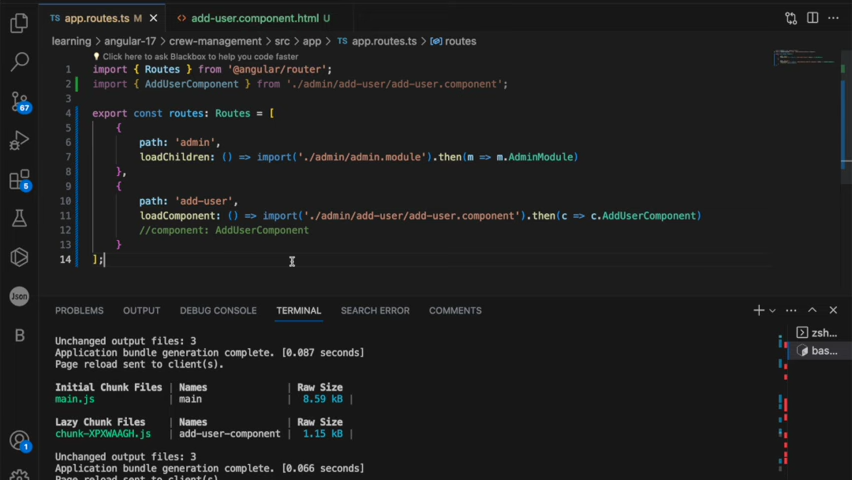 app.routes.ts M
add-user.component.html U
learning > angular-17 > crew-management > src > app > TS app.routes.ts > routes
Click here to ask Blackbox to help you code faster
1 import { Routes } from '@angular/router';
2 import { AddUserComponent } from './admin/add-user/add-user.component';
3
4 export const routes: Routes = [
5 {
6 path: 'admin',
7 loadChildren: () => import('./admin/admin.module').then(m => m.AdminModule)
8 },
9 {
10 path: 'add-user',
11 loadComponent: () => import('./admin/add-user/add-user.component').then(c => c.AddUserComponent)
12 //component: AddUserComponent
13 }
14 ];
67
5
Json
B
1
PROBLEMS OUTPUT DEBUG CONSOLE TERMINAL SEARCH ERROR COMMENTS
zsh...
bas...
Unchanged output files: 3
Application bundle generation complete. [0.087 seconds]
Page reload sent to client(s).
Initial Chunk Files | Names | Raw Size
main.js | main | 8.59 kB |
Lazy Chunk Files | Names | Raw Size
chunk-XPXWAAGH.js | add-user-component | 1.15 kB |
Unchanged output files: 3
Application bundle generation complete. [0.066 seconds]
Page reload sent to client(s).